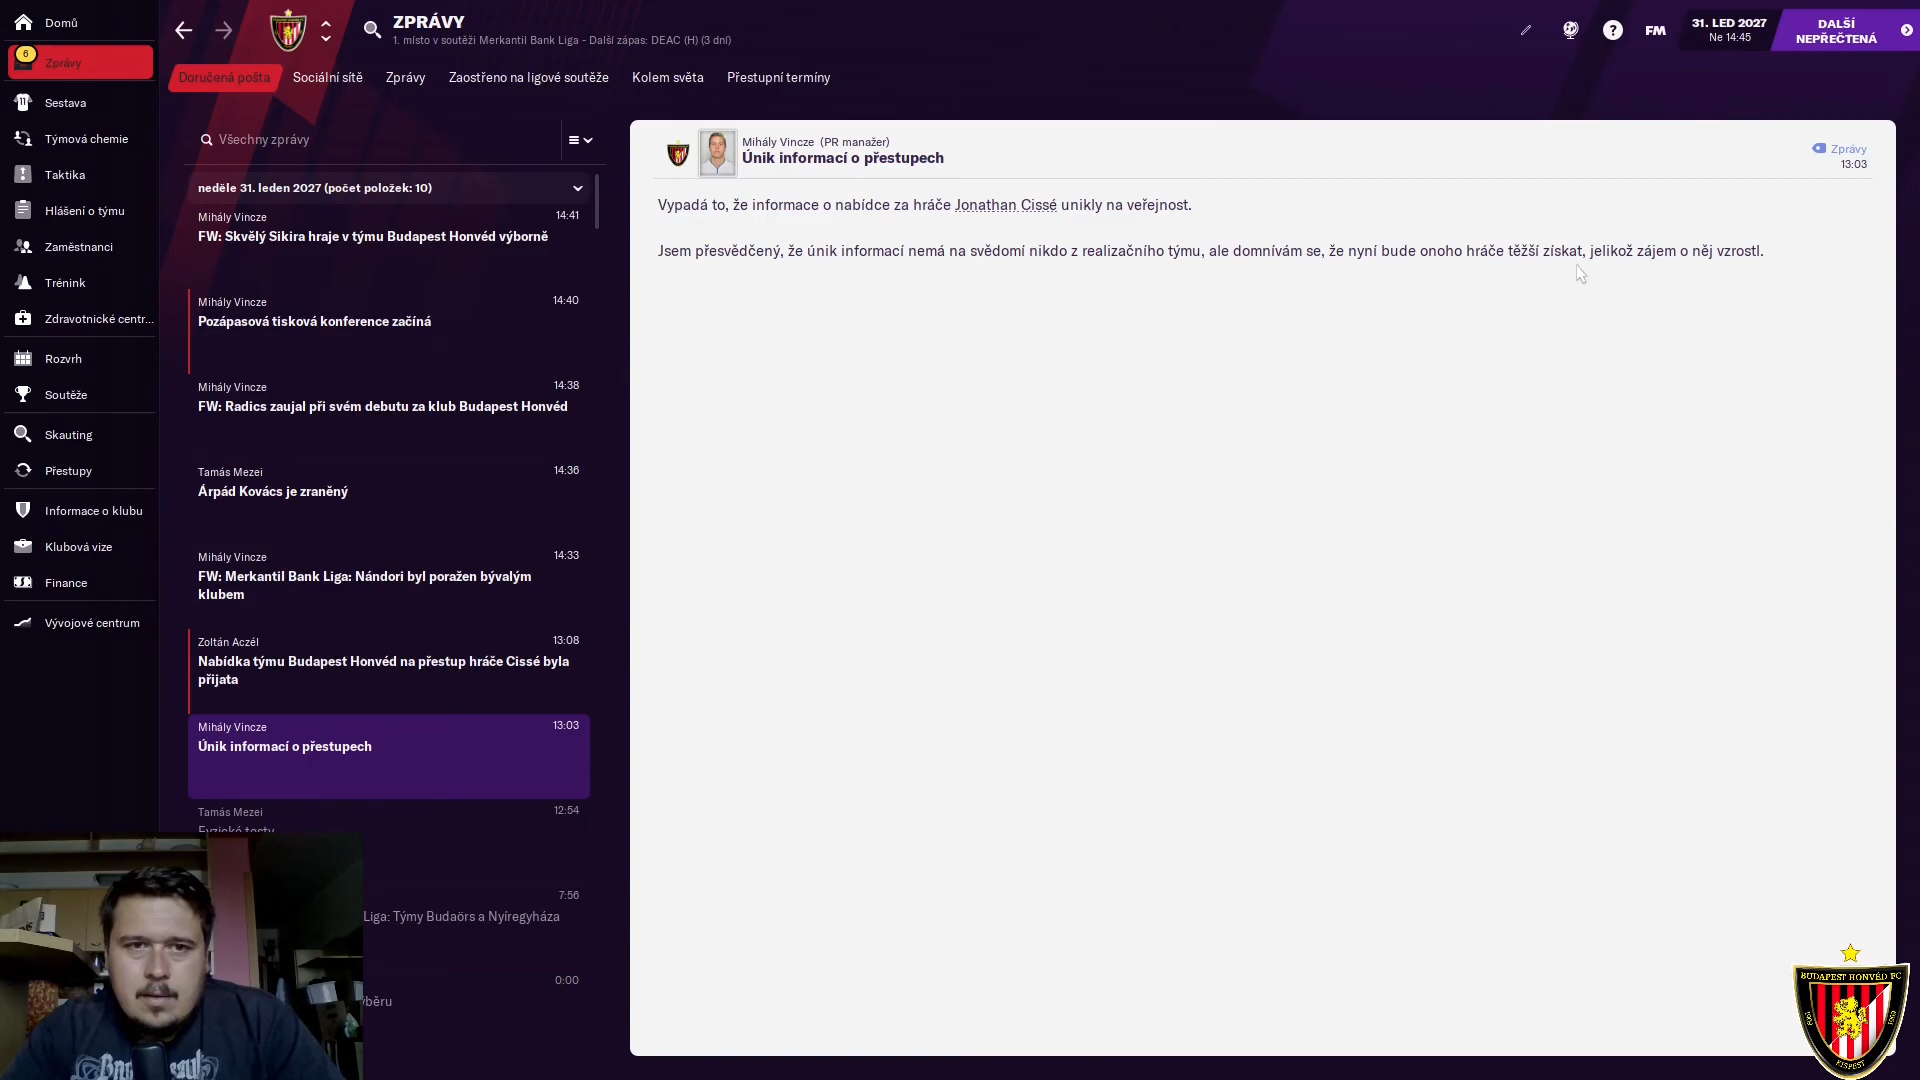 Domů
6
Zprávy
Sestava
Týmová chemie
Taktika
Hlášení o týmu
Zaměstnanci
Trénink
Zdravotnické centr...
Rozvrh
Soutěže
Skauting
Přestupy
Informace o klubu
Klubová vize
Finance
Vývojové centrum
ZPRÁVY
1. místo v soutěži Merkantil Bank Liga - Další zápas: DEAC (H) (3 dní)
FM
31. LED 2027
Ne 14:45
DALŠÍ
NEPŘEČTENÁ
Doručená pošta
Sociální sítě
Zprávy
Zaostřeno na ligové soutěže
Kolem světa
Přestupní termíny
Všechny zprávy
neděle 31. leden 2027 (počet položek: 10)
Mihály Vincze 14:41
FW: Skvělý Sikira hraje v týmu Budapest Honvéd výborně
Mihály Vincze 14:40
Pozápasová tisková konference začíná
Mihály Vincze 14:38
FW: Radics zaujal při svém debutu za klub Budapest Honvéd
Tamás Mezei 14:36
Árpád Kovács je zraněný
Mihály Vincze 14:33
FW: Merkantil Bank Liga: Nándori byl poražen bývalým
klubem
Zoltán Aczél 13:08
Nabídka týmu Budapest Honvéd na přestup hráče Cissé byla
přijata
Mihály Vincze 13:03
Únik informací o přestupech
Tamás Mezei 12:54
Fyzické testy
7:56
Liga: Týmy Budaörs a Nyíregyháza
0:00
výběru
Mihály Vincze (PR manažer)
Únik informací o přestupech
Zprávy
13:03
Vypadá to, že informace o nabídce za hráče Jonathan Cissé unikly na veřejnost.
Jsem přesvědčený, že únik informací nemá na svědomí nikdo z realizačního týmu, ale domnívám se, že nyní bude onoho hráče těžší získat, jelikož zájem o něj vzrostl.
BUDAPEST HONVÉD FC
KISPEST